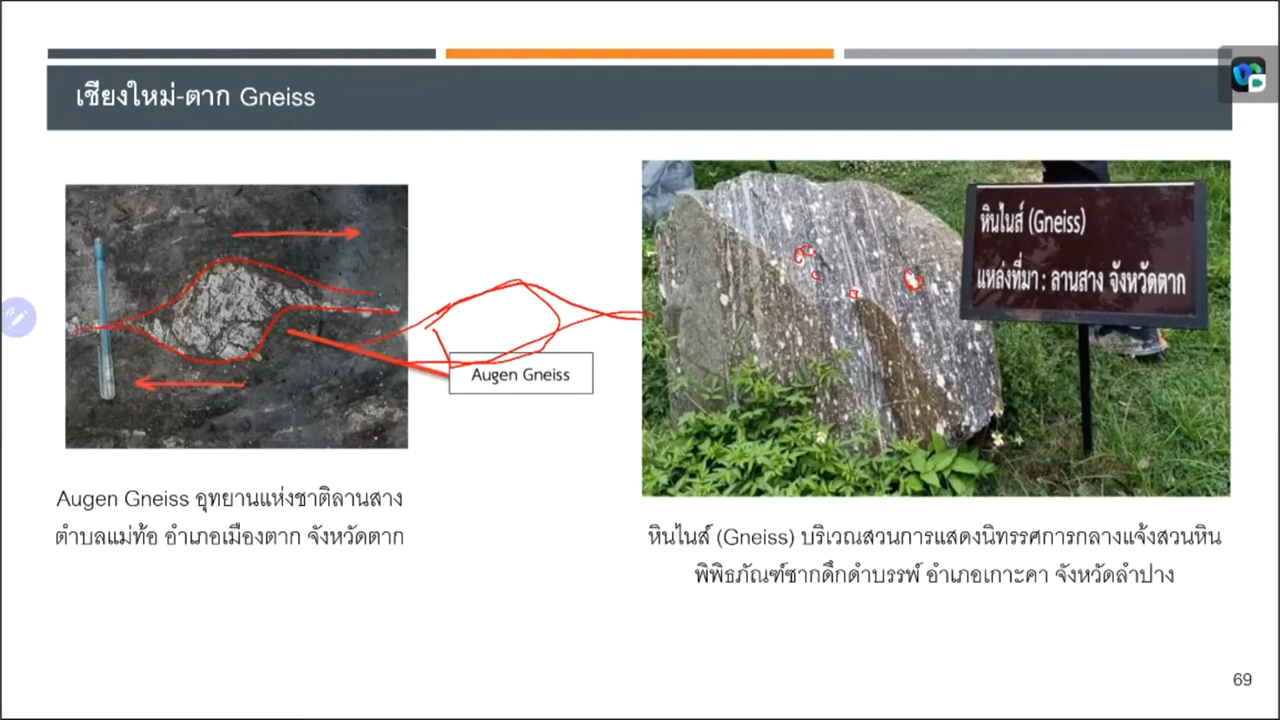 เชียงใหม่-ตาก Gneiss
หินไนส์ (Gneiss)
แหล่งที่มา : ลานสาง จังหวัดตาก
Augen Gneiss
Augen Gneiss อุทยานแห่งชาติลานสาง
ตำบลแม่ท้อ อำเภอเมืองตาก จังหวัดตาก
หินไนส์ (Gneiss) บริเวณสวนการแสดงนิทรรศการกลางแจ้งสวนหิน
พิพิธภัณฑ์ซากดึกดำบรรพ์ อำเภอเกาะคา จังหวัดลำปาง
69